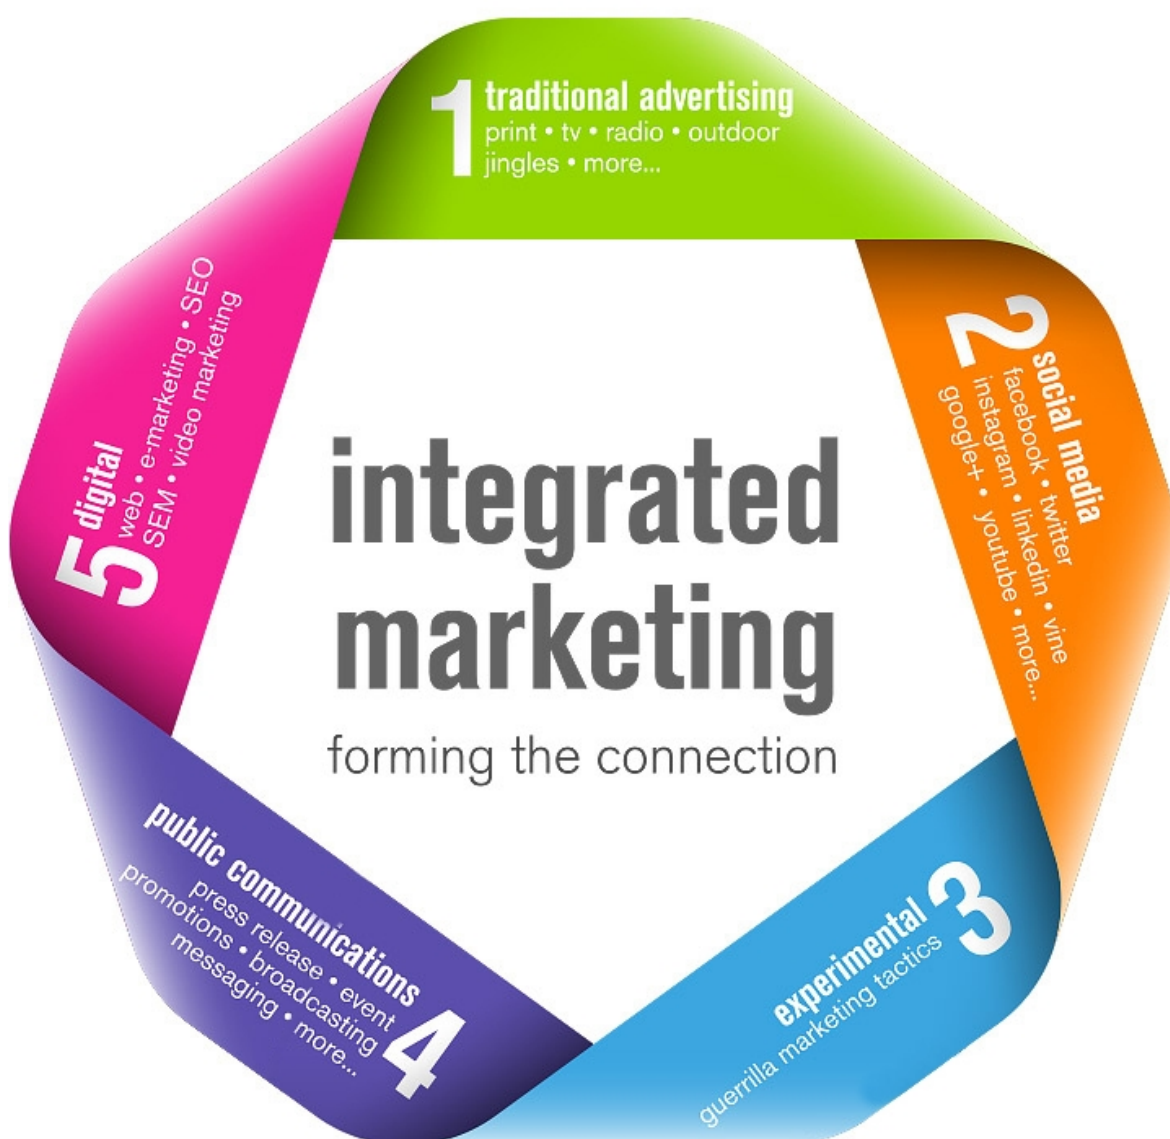 1
traditional advertising
print • tv • radio • outdoor
jingles • more...
2
social media
facebook • twitter
instagram • linkedin • vine
google+ • youtube • more...
3
experimental
guerrilla marketing tactics
4
public communications
press release • event
promotions • broadcasting
messaging • more...
5
digital
web • e-marketing • SEO
SEM • video marketing
integrated
marketing
forming the connection